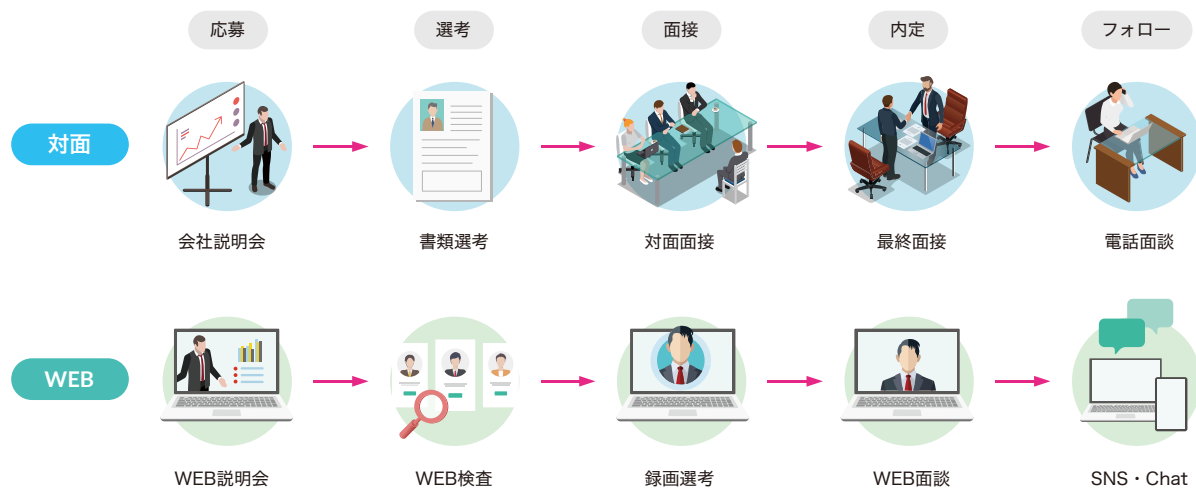 応募
選考
面接
内定
フォロー
対面
会社説明会
書類選考
対面面接
最終面接
電話面談
WEB
WEB説明会
WEB検査
録画選考
WEB面談
SNS・Chat